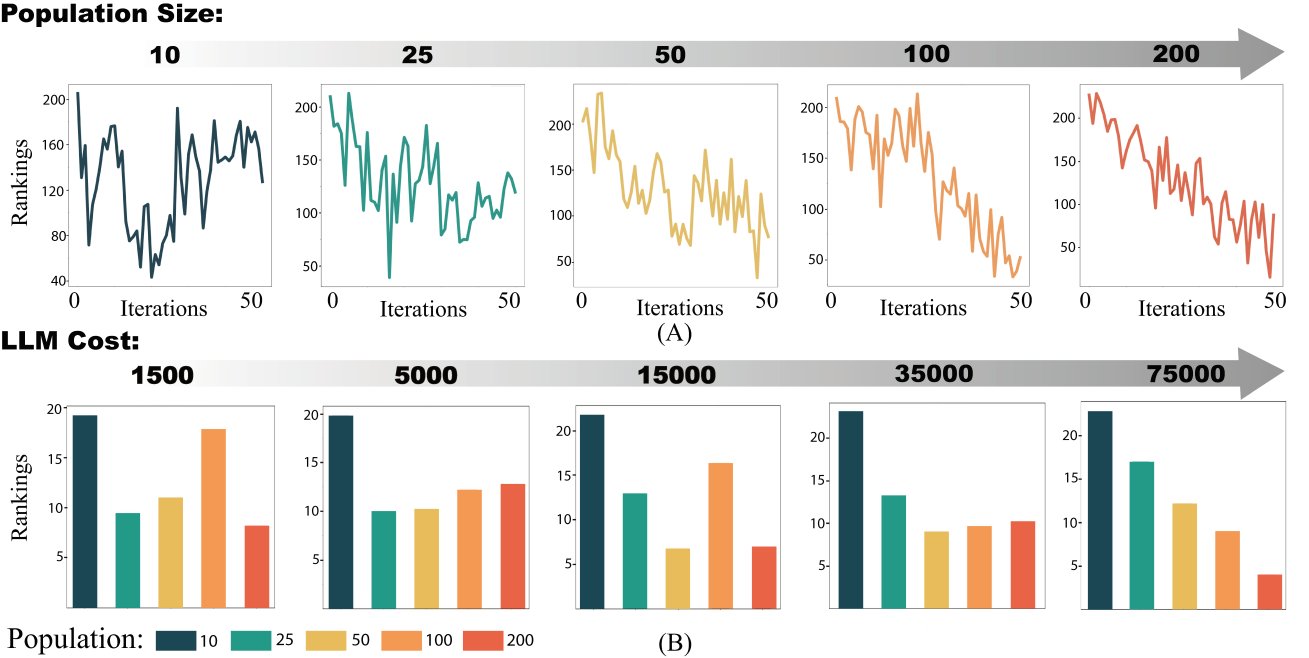 Population Size:
10 25 50 100 200
Rankings
200 160 120 80 40
200 150 100 50
200 150 100 50
200 150 100 50
200 150 100 50
0 50 0 50 0 50 0 50 0 50
Iterations Iterations Iterations Iterations Iterations
(A)
LLM Cost:
1500 5000 15000 35000 75000
Rankings
20 15 10 5
20 15 10 5
20 15 10 5
20 15 10 5
20 15 10 5
Population: 10 25 50 100 200
(B)